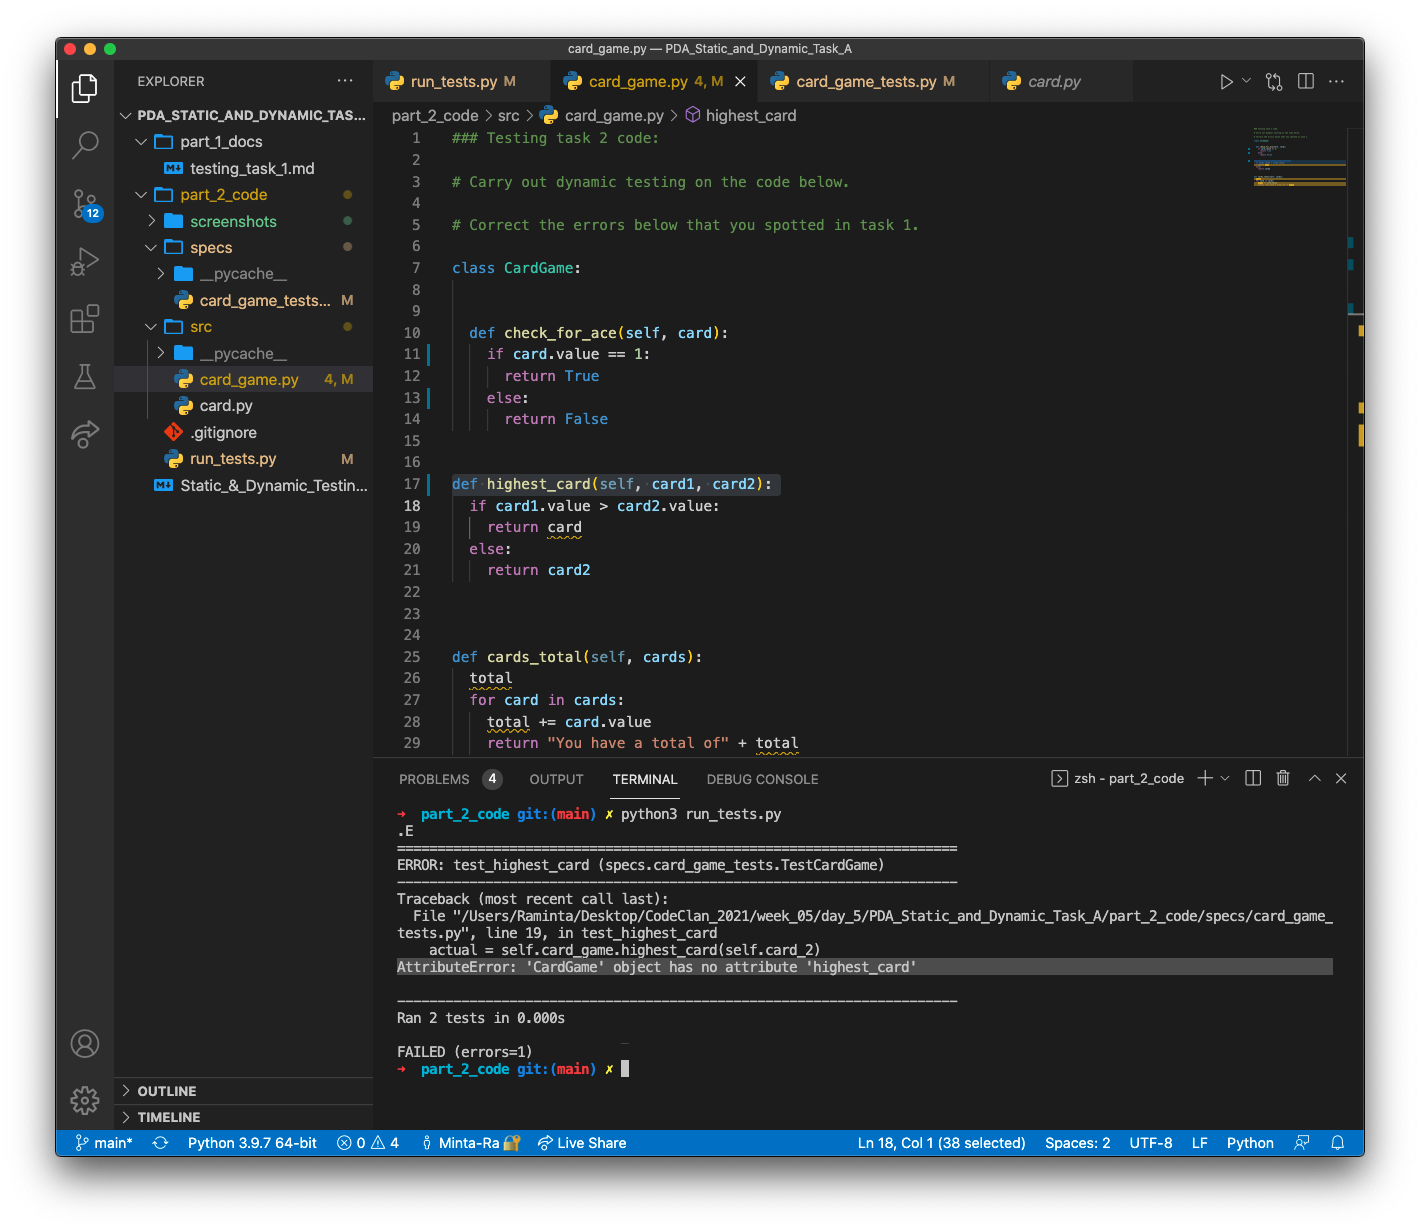 card_game.py — PDA_Static_and_Dynamic_Task_A
EXPLORER
run_tests.py M
card_game.py 4, M
card_game_tests.py M
card.py
PDA_STATIC_AND_DYNAMIC_TAS...
part_1_docs
testing_task_1.md
part_2_code
screenshots
specs
__pycache__
card_game_tests... M
src
__pycache__
card_game.py 4, M
card.py
.gitignore
run_tests.py M
Static_&_Dynamic_Testin...
12
OUTLINE
TIMELINE
part_2_code > src > card_game.py > highest_card
1 ### Testing task 2 code:
2
3 # Carry out dynamic testing on the code below.
4
5 # Correct the errors below that you spotted in task 1.
6
7 class CardGame:
8
9
10 def check_for_ace(self, card):
11 if card.value == 1:
12 return True
13 else:
14 return False
15
16
17 def highest_card(self, card1, card2):
18 if card1.value > card2.value:
19 return card
20 else:
21 return card2
22
23
24
25 def cards_total(self, cards):
26 total
27 for card in cards:
28 total += card.value
29 return "You have a total of" + total
PROBLEMS 4 OUTPUT TERMINAL DEBUG CONSOLE
zsh - part_2_code
→ part_2_code git:(main) ✗ python3 run_tests.py
.E
======================================================================
ERROR: test_highest_card (specs.card_game_tests.TestCardGame)
----------------------------------------------------------------------
Traceback (most recent call last):
File "/Users/Raminta/Desktop/CodeClan_2021/week_05/day_5/PDA_Static_and_Dynamic_Task_A/part_2_code/specs/card_game_
tests.py", line 19, in test_highest_card
actual = self.card_game.highest_card(self.card_2)
AttributeError: 'CardGame' object has no attribute 'highest_card'
----------------------------------------------------------------------
Ran 2 tests in 0.000s
FAILED (errors=1)
→ part_2_code git:(main) ✗
main* Python 3.9.7 64-bit 0 4 Minta-Ra Live Share
Ln 18, Col 1 (38 selected) Spaces: 2 UTF-8 LF Python